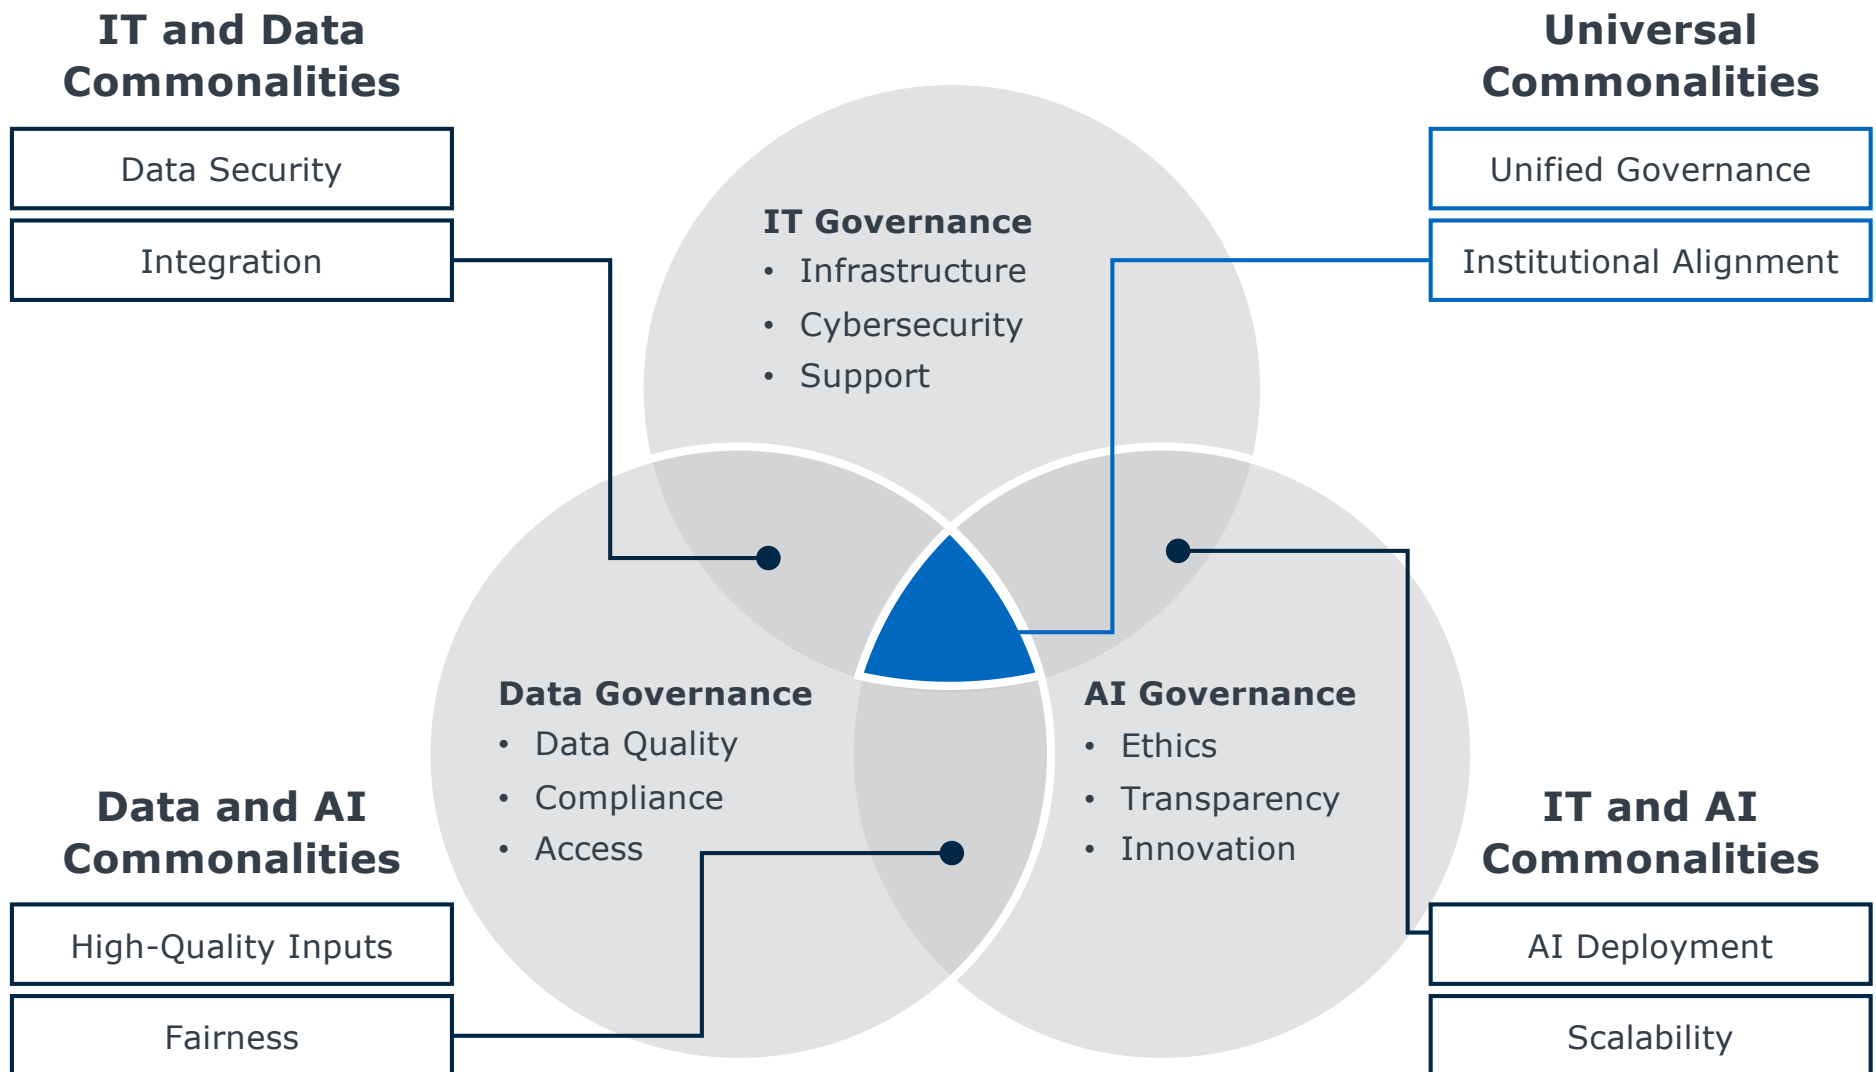 IT and Data
Commonalities
Data Security
Integration
Universal
Commonalities
Unified Governance
Institutional Alignment
IT Governance
• Infrastructure
• Cybersecurity
• Support
Data Governance
• Data Quality
• Compliance
• Access
AI Governance
• Ethics
• Transparency
• Innovation
Data and AI
Commonalities
High-Quality Inputs
Fairness
IT and AI
Commonalities
AI Deployment
Scalability